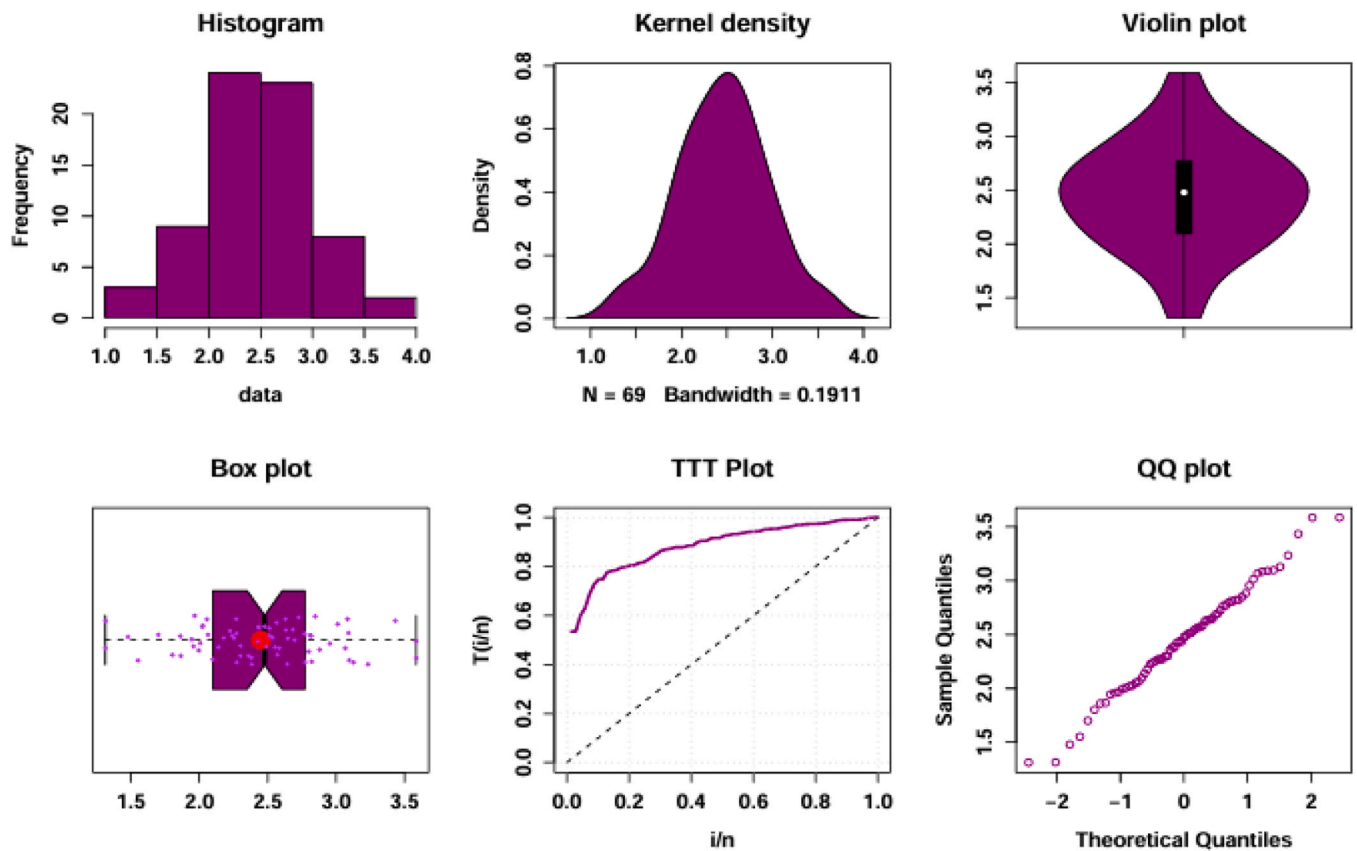 Histogram
Frequency
0 5 10 15 20
1.0 1.5 2.0 2.5 3.0 3.5 4.0
data
Kernel density
Density
0.0 0.2 0.4 0.6 0.8
1.0 2.0 3.0 4.0
N = 69 Bandwidth = 0.1911
Violin plot
1.5 2.0 2.5 3.0 3.5
Box plot
1.5 2.0 2.5 3.0 3.5
TTT Plot
T(i/n)
0.0 0.2 0.4 0.6 0.8 1.0
0.0 0.2 0.4 0.6 0.8 1.0
i/n
QQ plot
Sample Quantiles
1.5 2.0 2.5 3.0 3.5
−2 −1 0 1 2
Theoretical Quantiles